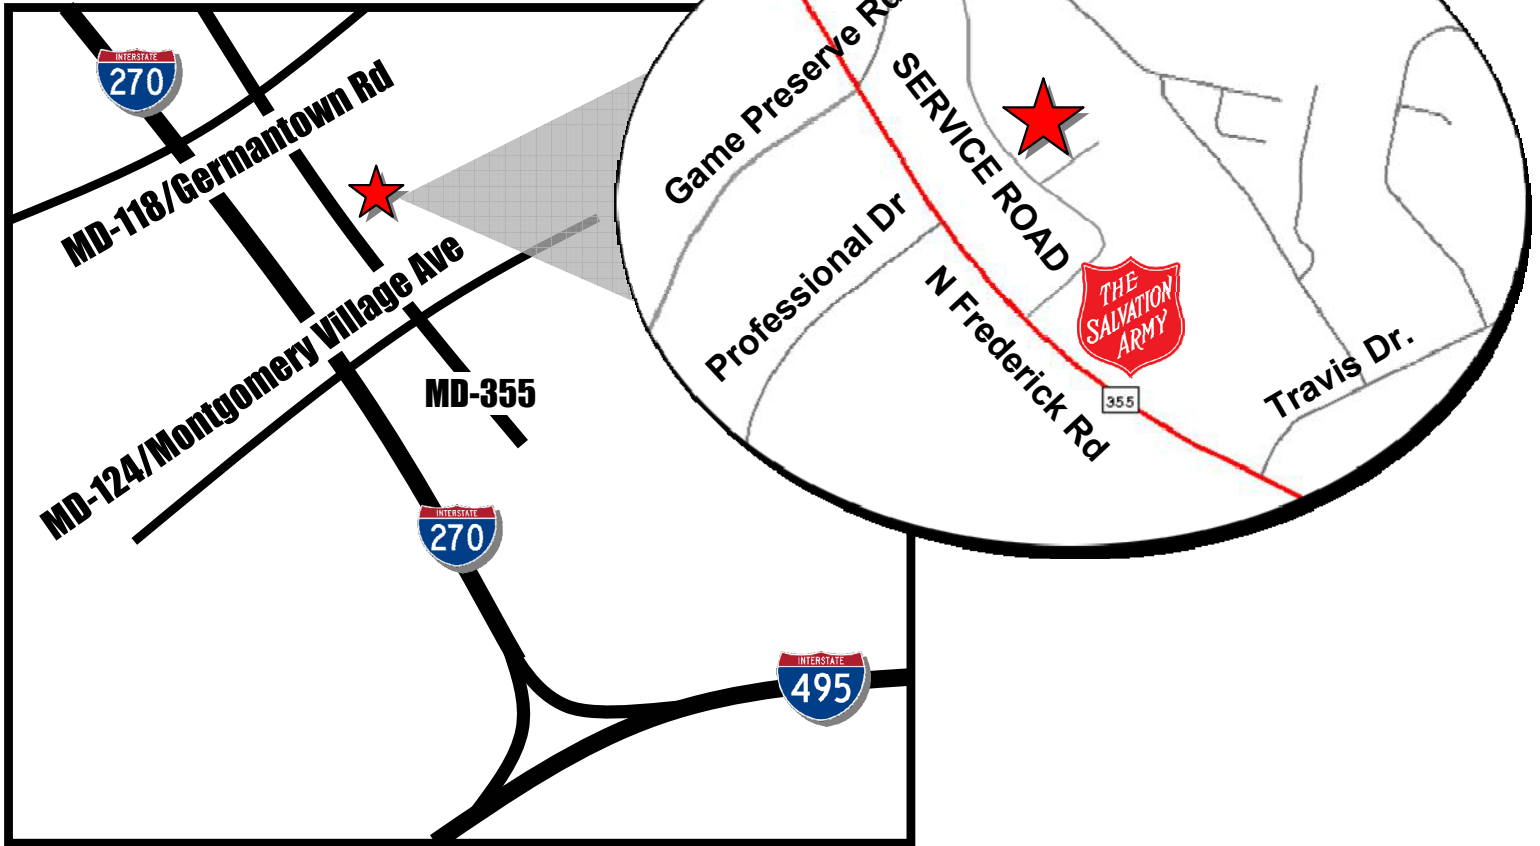 INTERSTATE
270
MD-118/Germantown Rd
MD-124/Montgomery Village Ave
MD-355
INTERSTATE
270
INTERSTATE
495
Game Preserve Rd
SERVICE ROAD
Professional Dr
N Frederick Rd
THE
SALVATION
ARMY
355
Travis Dr.